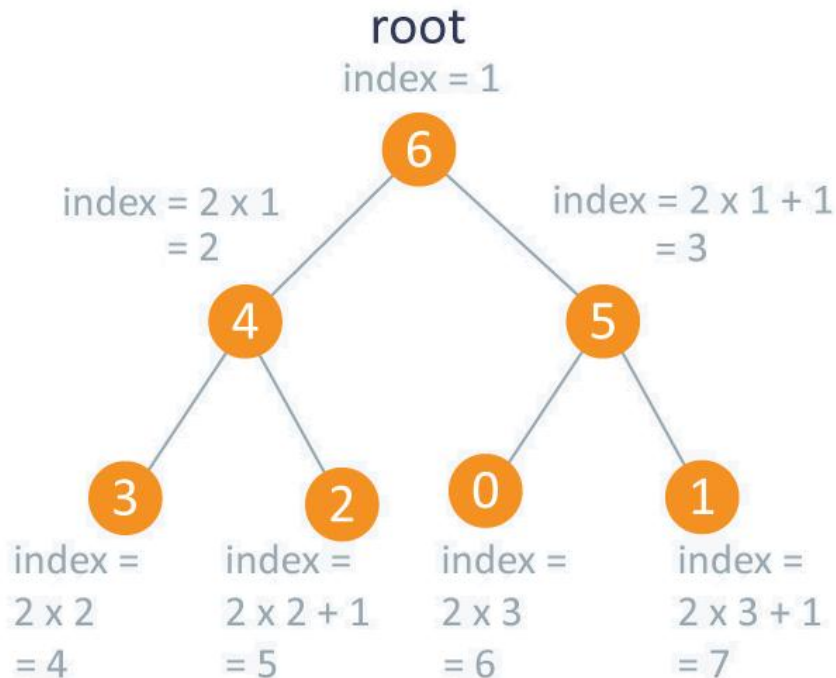 root
index = 1
6
index = 2 x 1
= 2
index = 2 x 1 + 1
= 3
4
5
3
2
0
1
index =
2 x 2
= 4
index =
2 x 2 + 1
= 5
index =
2 x 3
= 6
index =
2 x 3 + 1
= 7